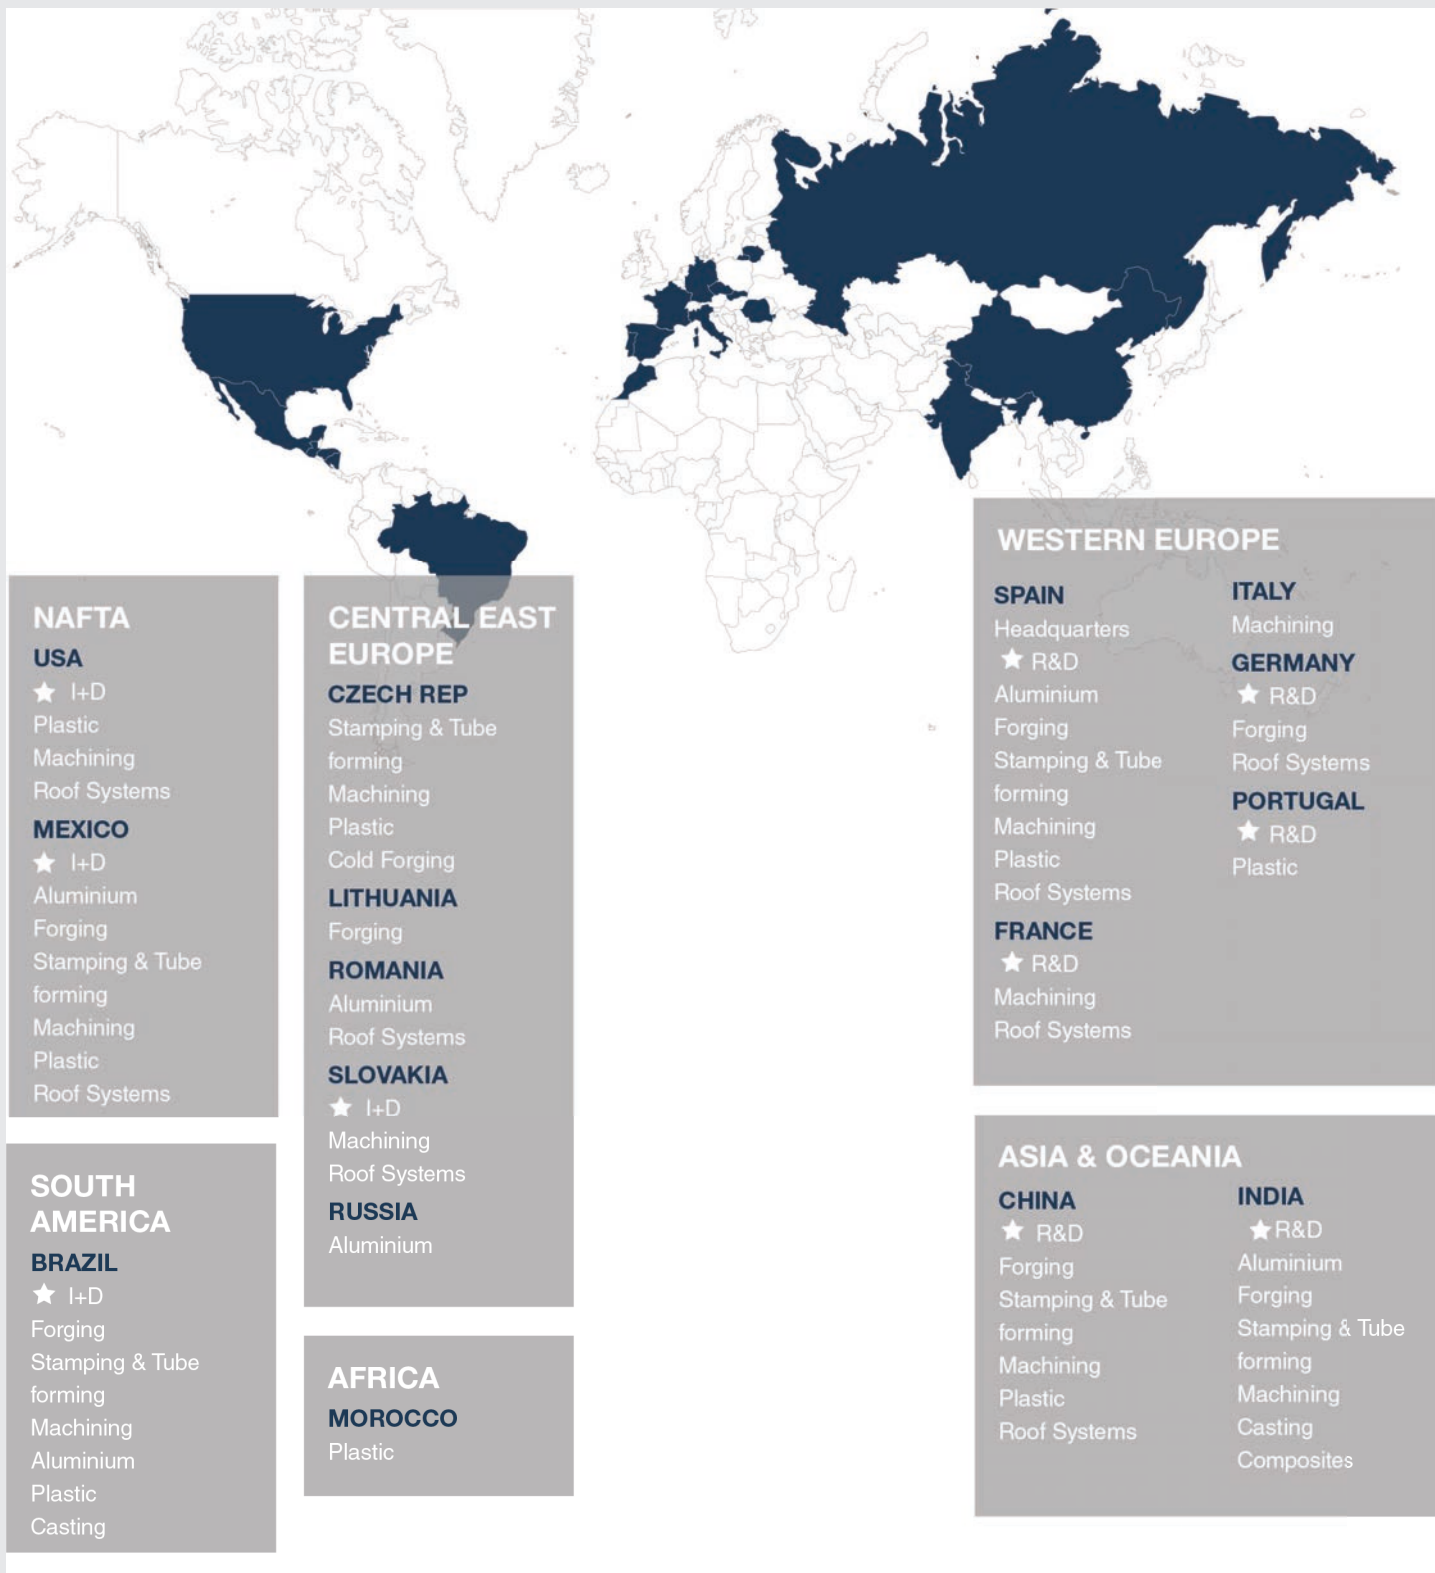 NAFTA
USA
I+D
Plastic
Machining
Roof Systems
MEXICO
I+D
Aluminium
Forging
Stamping & Tube
forming
Machining
Plastic
Roof Systems
SOUTH
AMERICA
BRAZIL
I+D
Forging
Stamping & Tube
forming
Machining
Aluminium
Plastic
Casting
CENTRAL EAST
EUROPE
CZECH REP
Stamping & Tube
forming
Machining
Plastic
Cold Forging
LITHUANIA
Forging
ROMANIA
Aluminium
Roof Systems
SLOVAKIA
I+D
Machining
Roof Systems
RUSSIA
Aluminium
AFRICA
MOROCCO
Plastic
WESTERN EUROPE
SPAIN
Headquarters
R&D
Aluminium
Forging
Stamping & Tube
forming
Machining
Plastic
Roof Systems
FRANCE
R&D
Machining
Roof Systems
ITALY
Machining
GERMANY
R&D
Forging
Roof Systems
PORTUGAL
R&D
Plastic
ASIA & OCEANIA
CHINA
R&D
Forging
Stamping & Tube
forming
Machining
Plastic
Roof Systems
INDIA
R&D
Aluminium
Forging
Stamping & Tube
forming
Machining
Casting
Composites